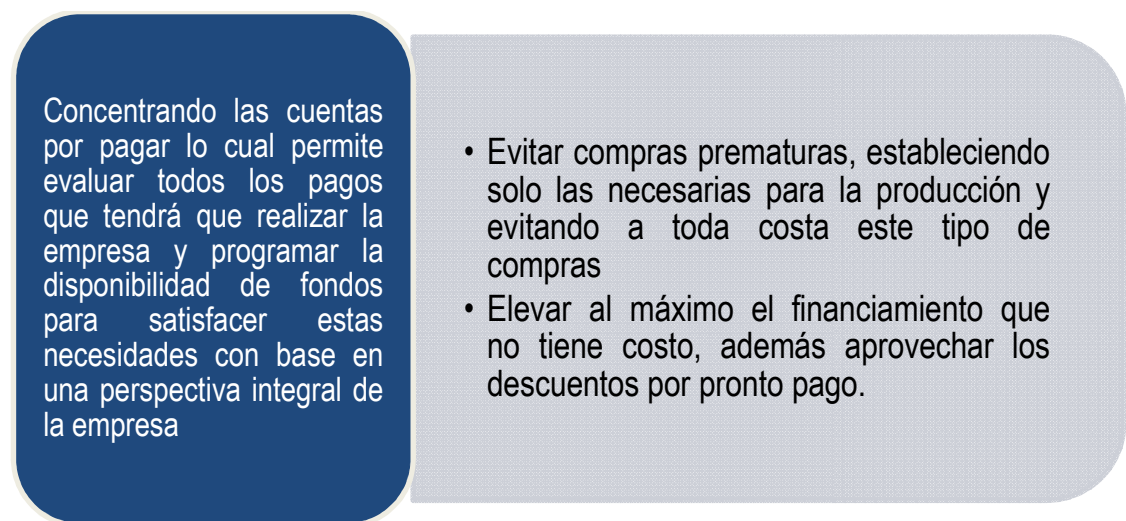 Concentrando las cuentas
por pagar lo cual permite
evaluar todos los pagos
que tendrá que realizar la
empresa y programar la
disponibilidad de fondos
para satisfacer estas
necesidades con base en
una perspectiva integral de
la empresa
• Evitar compras prematuras, estableciendo
solo las necesarias para la producción y
evitando a toda costa este tipo de
compras
• Elevar al máximo el financiamiento que
no tiene costo, además aprovechar los
descuentos por pronto pago.